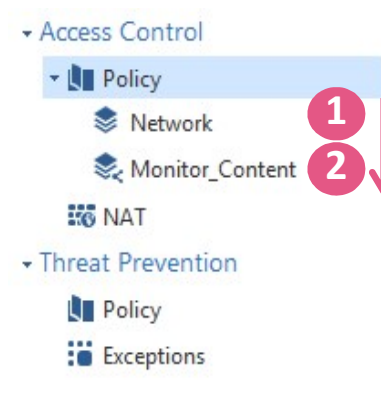 Access Control
Policy
Network 1
Monitor_Content 2
NAT
Threat Prevention
Policy
Exceptions